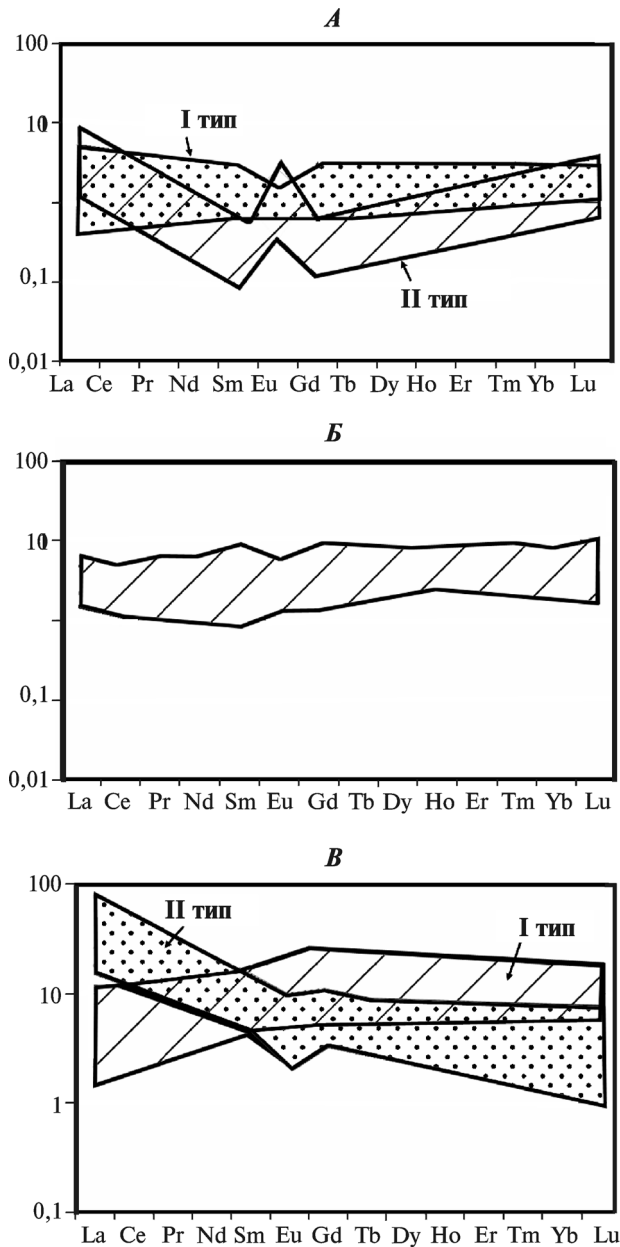 А
100
10
0,1
0,01
I тип
II тип
La Ce Pr Nd Sm Eu Gd Tb Dy Ho Er Tm Yb Lu
Б
100
10
0,1
0,01
La Ce Pr Nd Sm Eu Gd Tb Dy Ho Er Tm Yb Lu
В
100
10
1
0,1
II тип
I тип
La Ce Pr Nd Sm Eu Gd Tb Dy Ho Er Tm Yb Lu